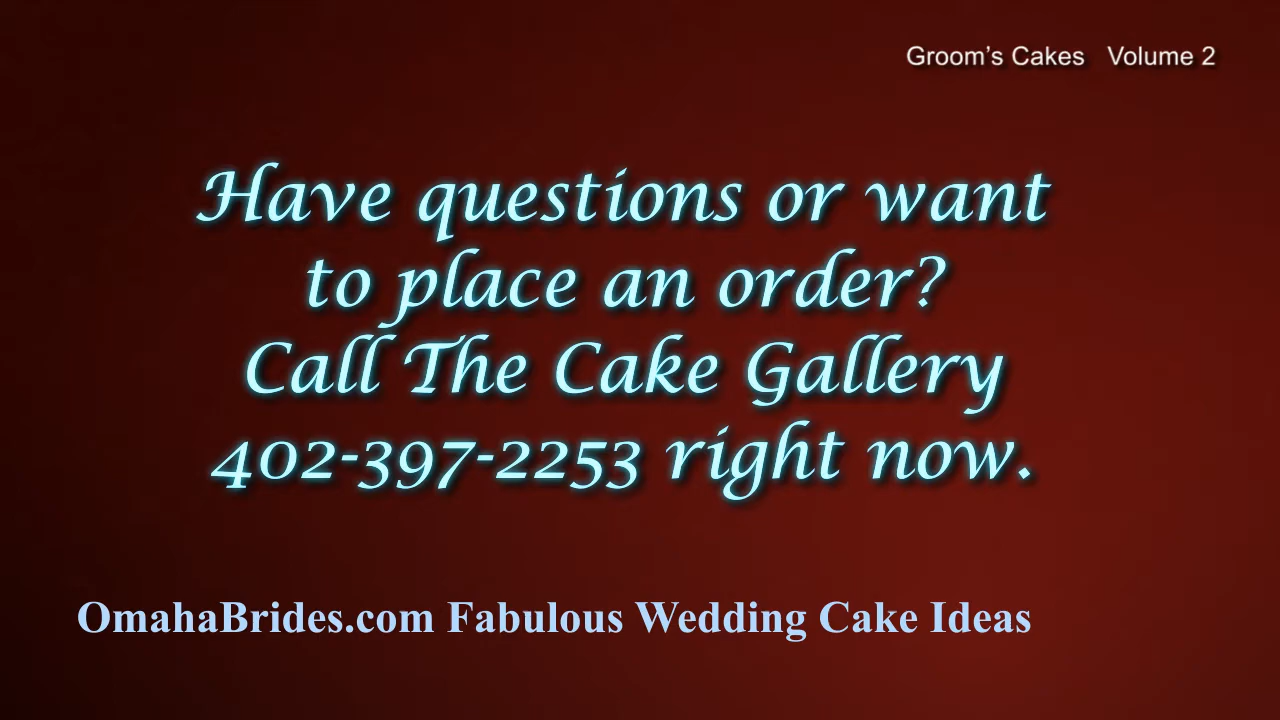 Groom’s Cakes Volume 2
Have questions or want
to place an order?
Call The Cake Gallery
402-397-2253 right now.
OmahaBrides.com Fabulous Wedding Cake Ideas